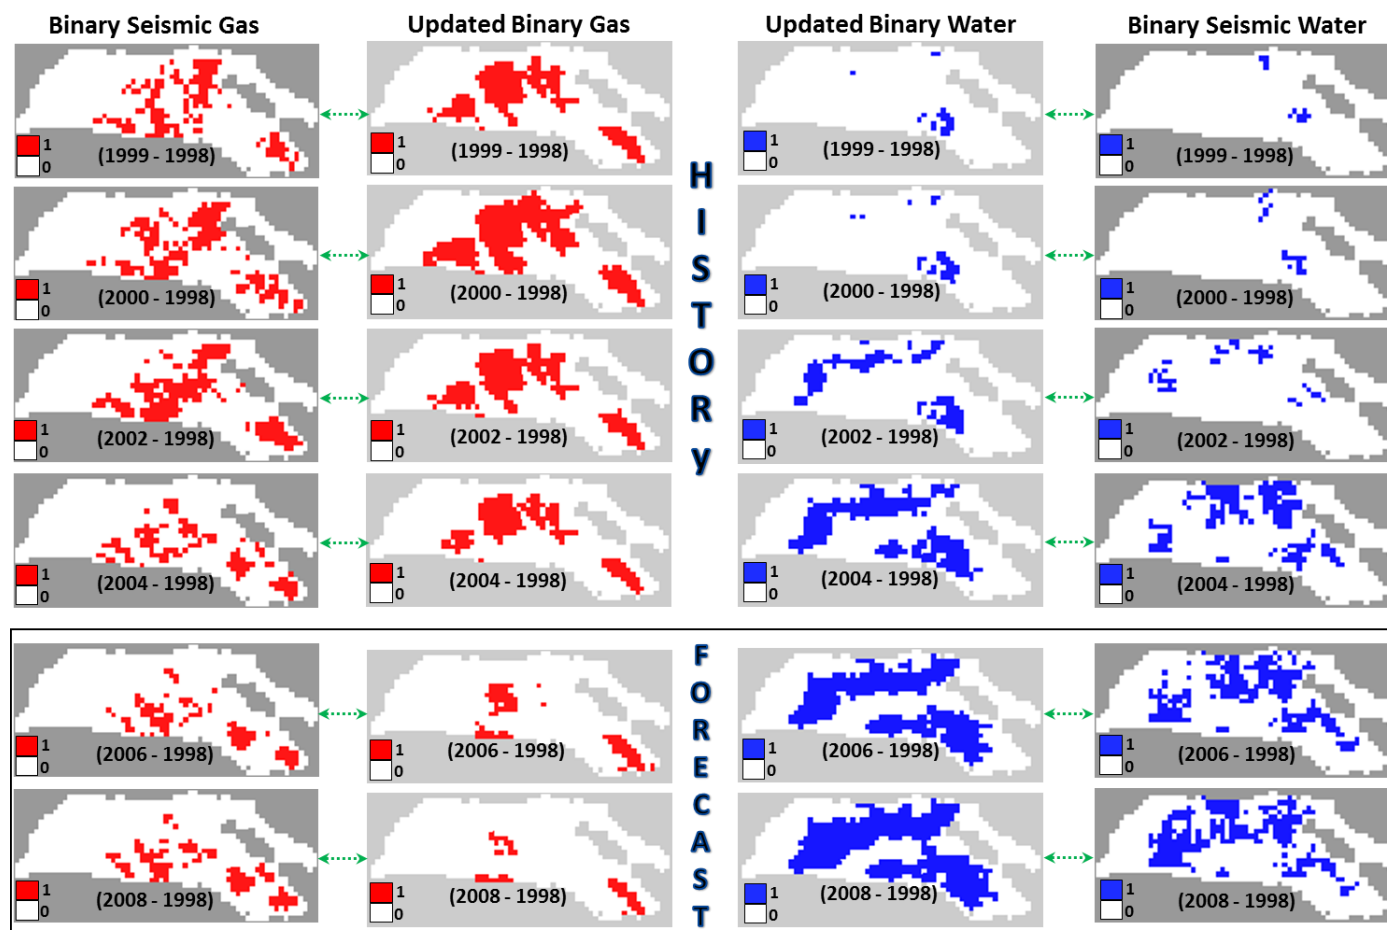 Binary Seismic Gas
Updated Binary Gas
Updated Binary Water
Binary Seismic Water
1
0
(1999 - 1998)
1
0
(1999 - 1998)
1
0
(1999 - 1998)
1
0
(1999 - 1998)
1
0
(2000 - 1998)
1
0
(2000 - 1998)
1
0
(2000 - 1998)
1
0
(2000 - 1998)
1
0
(2002 - 1998)
1
0
(2002 - 1998)
1
0
(2002 - 1998)
1
0
(2002 - 1998)
1
0
(2004 - 1998)
1
0
(2004 - 1998)
1
0
(2004 - 1998)
1
0
(2004 - 1998)
HISTORy
1
0
(2006 - 1998)
1
0
(2006 - 1998)
1
0
(2006 - 1998)
1
0
(2006 - 1998)
1
0
(2008 - 1998)
1
0
(2008 - 1998)
1
0
(2008 - 1998)
1
0
(2008 - 1998)
FORECAST